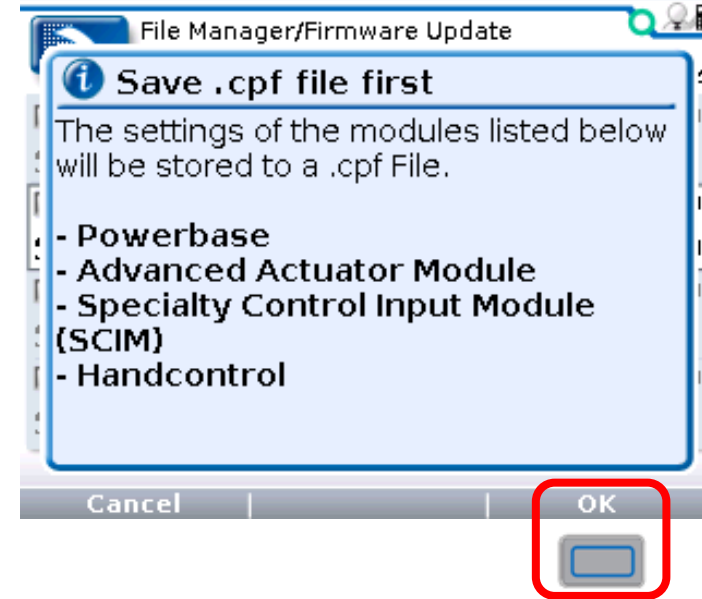 File Manager/Firmware Update
Save .cpf file first
The settings of the modules listed below
will be stored to a .cpf File.
- Powerbase
- Advanced Actuator Module
- Specialty Control Input Module
(SCIM)
- Handcontrol
Cancel | | OK